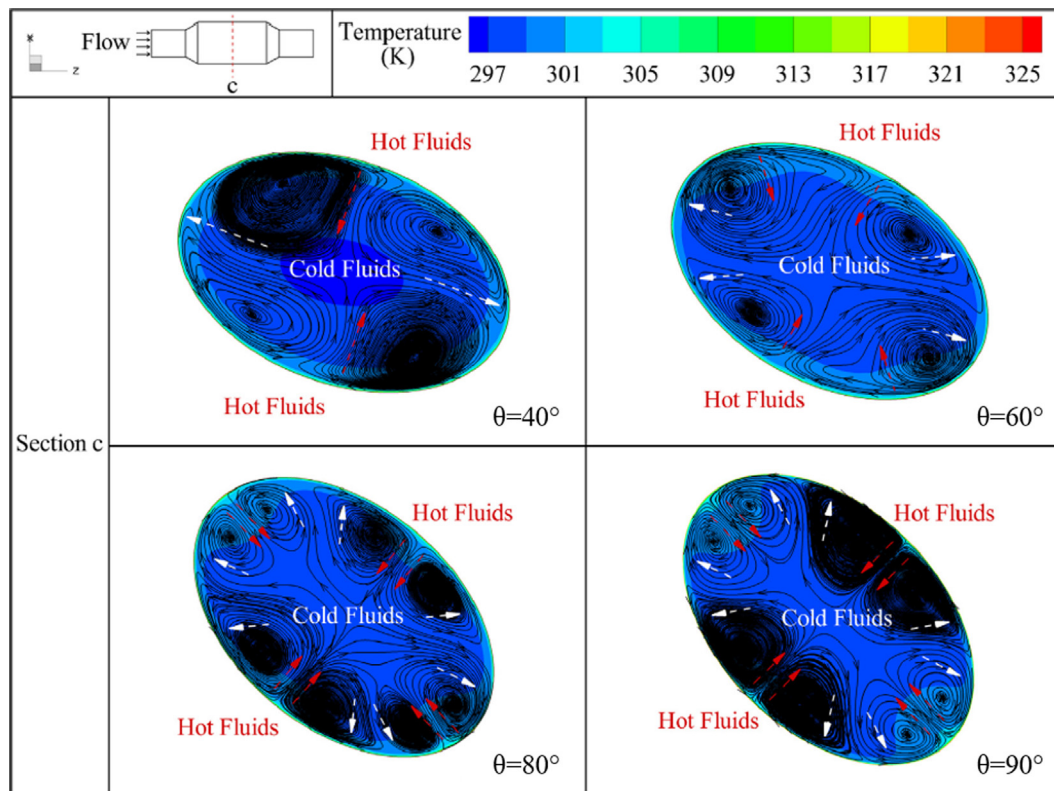 x
z
Flow
c
Temperature
(K)
297 301 305 309 313 317 321 325
Section c
Hot Fluids
Cold Fluids
Hot Fluids
θ=40°
Hot Fluids
Cold Fluids
Hot Fluids
θ=60°
Hot Fluids
Cold Fluids
Hot Fluids
θ=80°
Hot Fluids
Cold Fluids
Hot Fluids
θ=90°